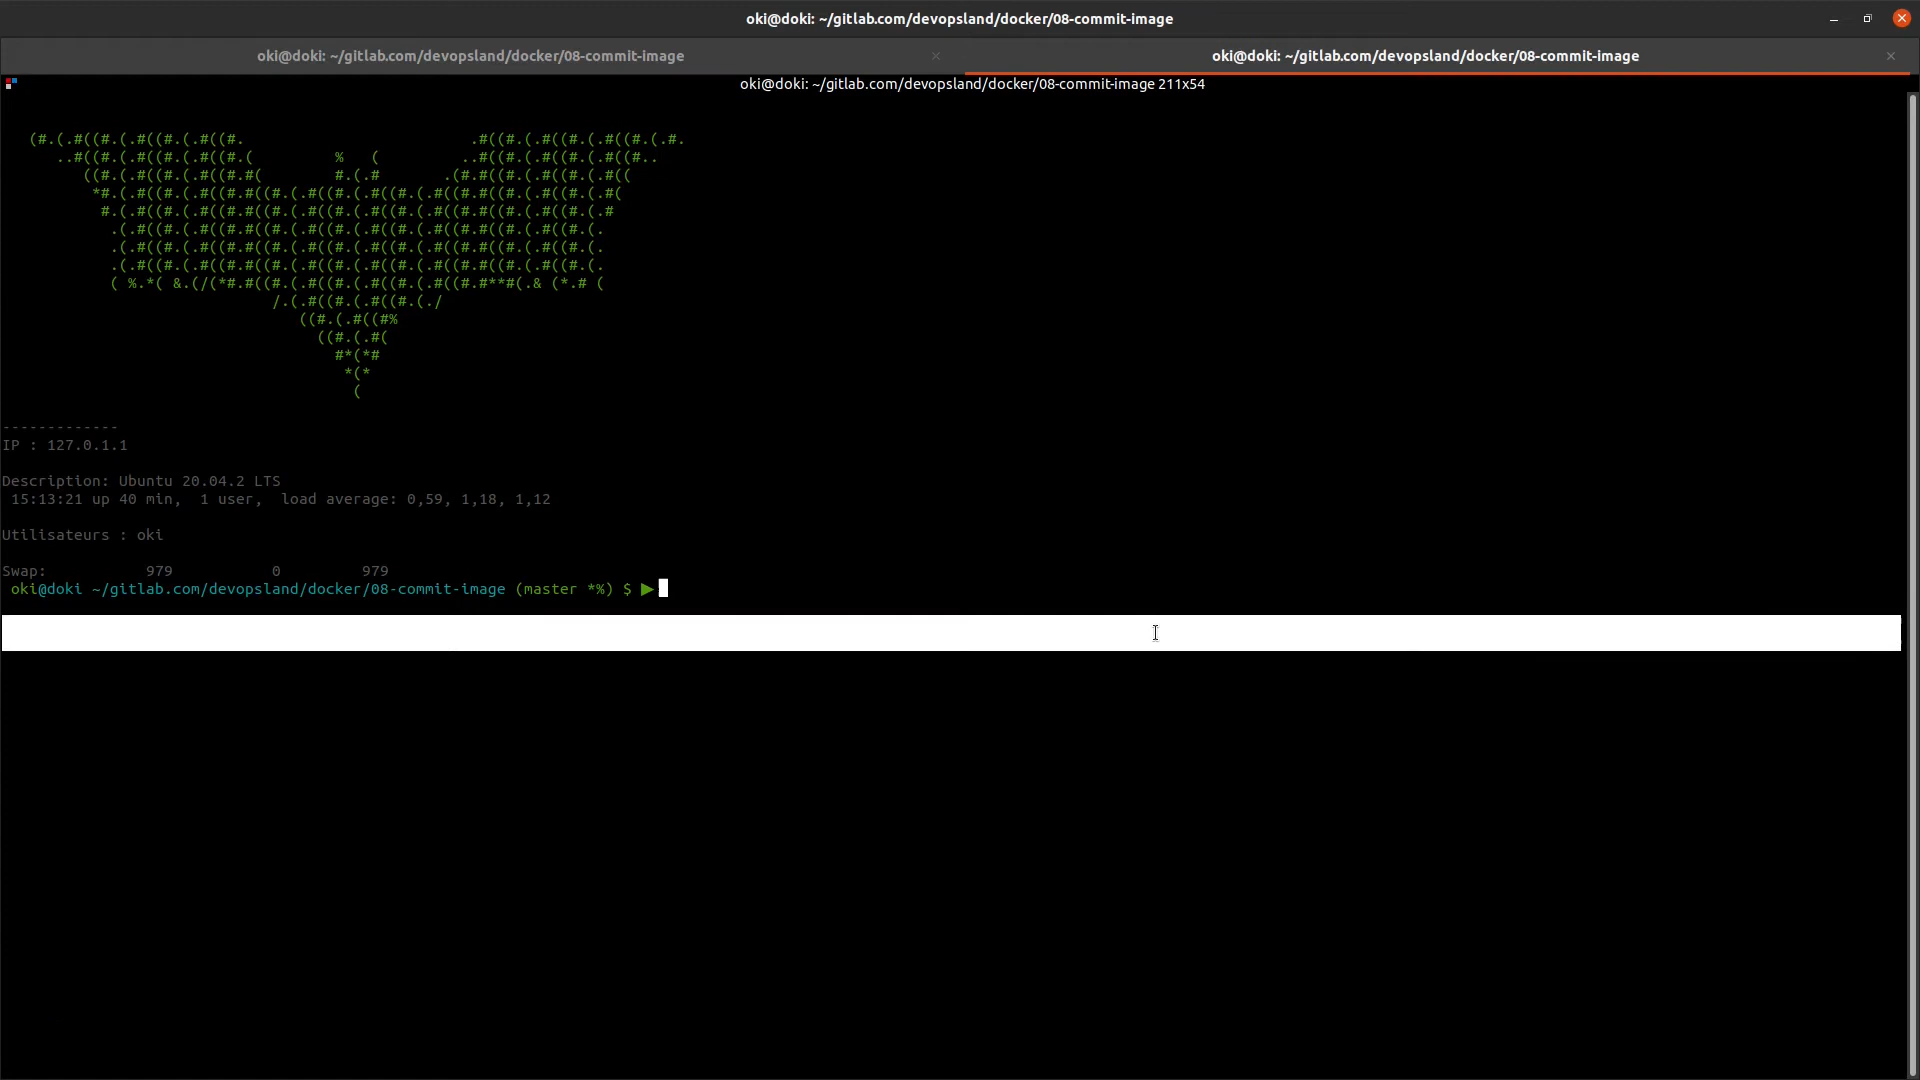 oki@doki: ~/gitlab.com/devopsland/docker/08-commit-image
oki@doki: ~/gitlab.com/devopsland/docker/08-commit-image
oki@doki: ~/gitlab.com/devopsland/docker/08-commit-image
oki@doki: ~/gitlab.com/devopsland/docker/08-commit-image 211x54
(#.(.#((#.(.#((#.(.#((#.                         .#((#.(.#((#.(.#((#.(.#.
..#((#.(.#((#.(.#((#.(         %   (         ..#((#.(.#((#.(.#((#..
((#.(.#((#.(.#((#.#(        #.(.#       .(#.#((#.(.#((#.(.#((
*#.(.#((#.(.#((#.#((#.(.#((#.(.#((#.(.#((#.#((#.(.#((#.(.#(
#.(.#((#.(.#((#.#((#.(.#((#.(.#((#.(.#((#.#((#.(.#((#.(.#
.(.#((#.(.#((#.#((#.(.#((#.(.#((#.(.#((#.#((#.(.#((#.(.
.(.#((#.(.#((#.#((#.(.#((#.(.#((#.(.#((#.#((#.(.#((#.(.
.(.#((#.(.#((#.#((#.(.#((#.(.#((#.(.#((#.#((#.(.#((#.(.
( %.*( &.(/(*#.#((#.(.#((#.(.#((#.(.#((#.#**#(.& (*.# (
/.(.#((#.(.#((#.(./
((#.(.#((#%
((#.(.#(
#*(*#
*(*
(
-------------
IP : 127.0.1.1
Description: Ubuntu 20.04.2 LTS
15:13:21 up 40 min,  1 user,  load average: 0,59, 1,18, 1,12
Utilisateurs : oki
Swap:           979           0         979
oki@doki ~/gitlab.com/devopsland/docker/08-commit-image (master *%) $ ▶